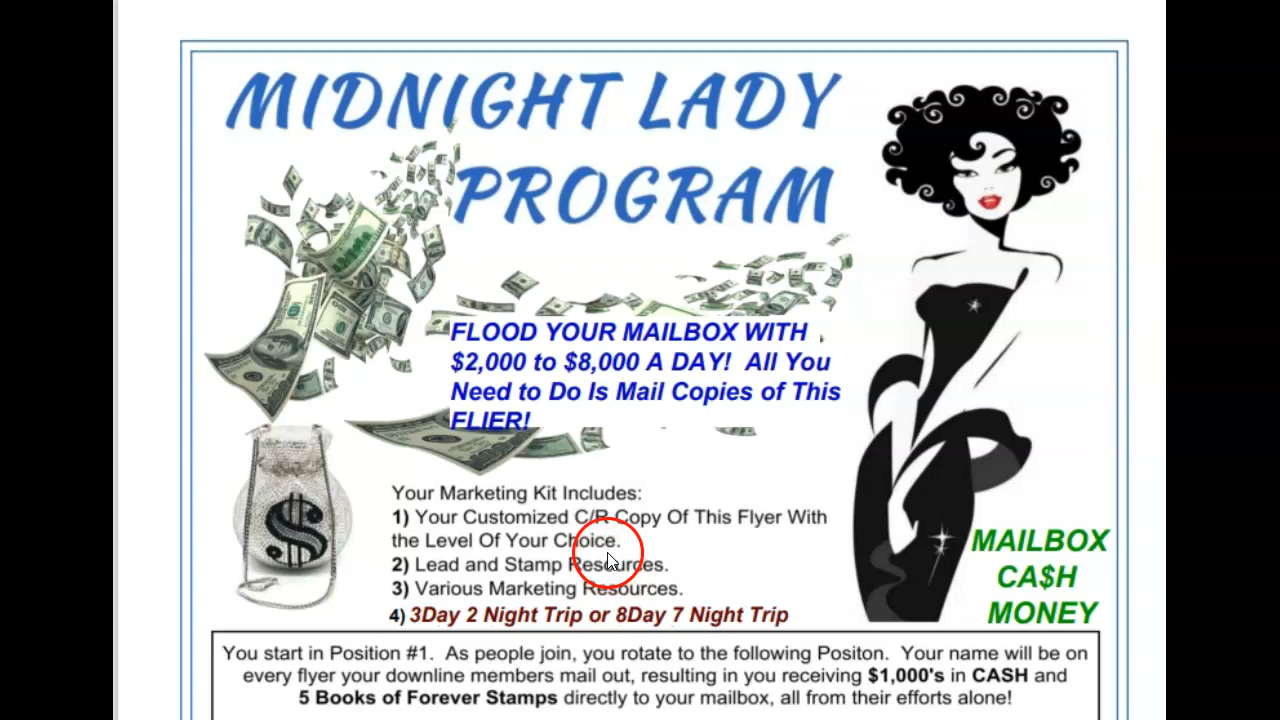 MIDNIGHT LADY
PROGRAM
FLOOD YOUR MAILBOX WITH
$2,000 to $8,000 A DAY! All You
Need to Do Is Mail Copies of This
FLIER!
Your Marketing Kit Includes:
1) Your Customized C/R Copy Of This Flyer With
the Level Of Your Choice.
2) Lead and Stamp Resources.
3) Various Marketing Resources.
4) 3Day 2 Night Trip or 8Day 7 Night Trip
MAILBOX
CA$H
MONEY
You start in Position #1. As people join, you rotate to the following Positon. Your name will be on
every flyer your downline members mail out, resulting in you receiving $1,000's in CASH and
5 Books of Forever Stamps directly to your mailbox, all from their efforts alone!